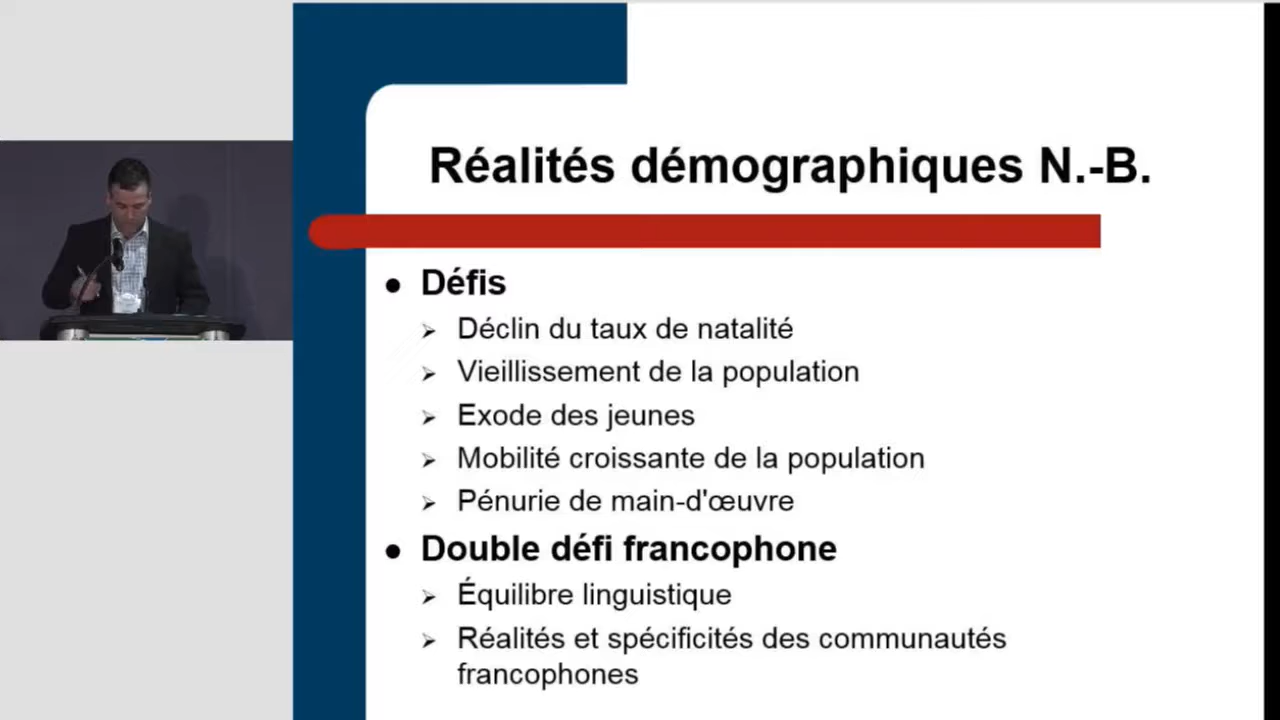 Réalités démographiques N.-B.
Défis
Déclin du taux de natalité
Vieillissement de la population
Exode des jeunes
Mobilité croissante de la population
Pénurie de main-d'œuvre
Double défi francophone
Équilibre linguistique
Réalités et spécificités des communautés
francophones